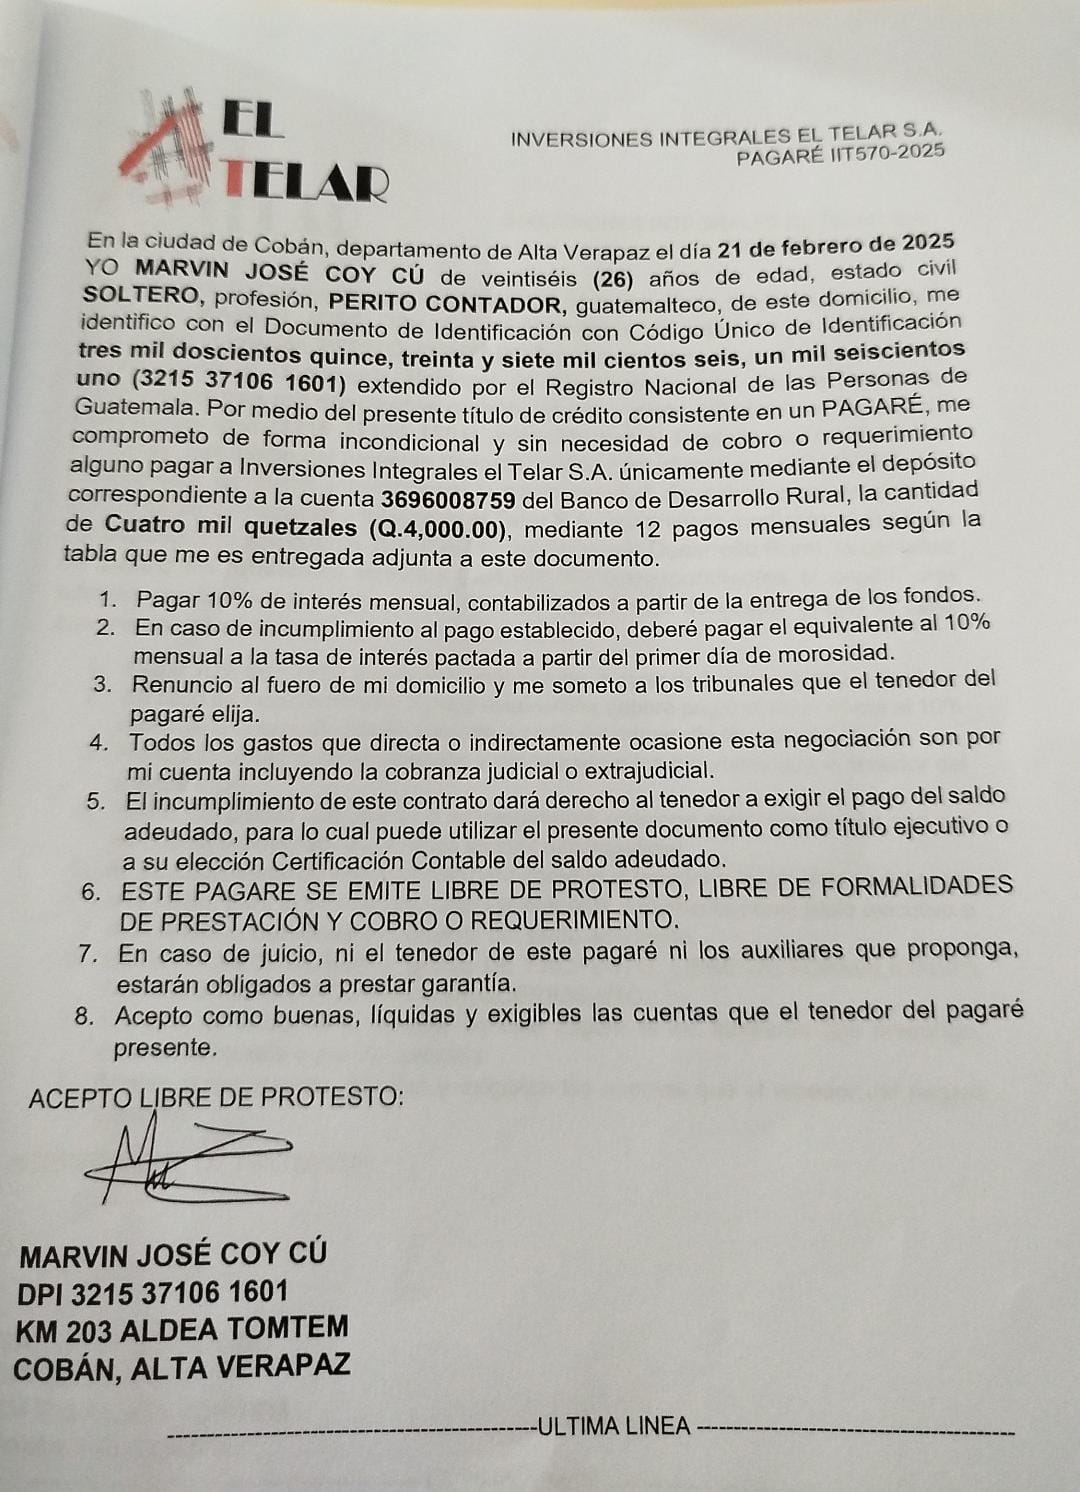 EL
TELAR
INVERSIONES INTEGRALES EL TELAR S.A.
PAGARÉ IIT570-2025
En la ciudad de Cobán, departamento de Alta Verapaz el día 21 de febrero de 2025
YO MARVIN JOSÉ COY CÚ de veintiséis (26) años de edad, estado civil
SOLTERO, profesión, PERITO CONTADOR, guatemalteco, de este domicilio, me
identifico con el Documento de Identificación con Código Único de Identificación
tres mil doscientos quince, treinta y siete mil cientos seis, un mil seiscientos
uno (3215 37106 1601) extendido por el Registro Nacional de las Personas de
Guatemala. Por medio del presente título de crédito consistente en un PAGARÉ, me
comprometo de forma incondicional y sin necesidad de cobro o requerimiento
alguno pagar a Inversiones Integrales el Telar S.A. únicamente mediante el depósito
correspondiente a la cuenta 3696008759 del Banco de Desarrollo Rural, la cantidad
de Cuatro mil quetzales (Q.4,000.00), mediante 12 pagos mensuales según la
tabla que me es entregada adjunta a este documento.
1. Pagar 10% de interés mensual, contabilizados a partir de la entrega de los fondos.
2. En caso de incumplimiento al pago establecido, deberé pagar el equivalente al 10%
mensual a la tasa de interés pactada a partir del primer día de morosidad.
3. Renuncio al fuero de mi domicilio y me someto a los tribunales que el tenedor del
pagaré elija.
4. Todos los gastos que directa o indirectamente ocasione esta negociación son por
mi cuenta incluyendo la cobranza judicial o extrajudicial.
5. El incumplimiento de este contrato dará derecho al tenedor a exigir el pago del saldo
adeudado, para lo cual puede utilizar el presente documento como título ejecutivo o
a su elección Certificación Contable del saldo adeudado.
6. ESTE PAGARE SE EMITE LIBRE DE PROTESTO, LIBRE DE FORMALIDADES
DE PRESTACIÓN Y COBRO O REQUERIMIENTO.
7. En caso de juicio, ni el tenedor de este pagaré ni los auxiliares que proponga,
estarán obligados a prestar garantía.
8. Acepto como buenas, líquidas y exigibles las cuentas que el tenedor del pagaré
presente.
ACEPTO LIBRE DE PROTESTO:
MARVIN JOSÉ COY CÚ
DPI 3215 37106 1601
KM 203 ALDEA TOMTEM
COBÁN, ALTA VERAPAZ
ULTIMA LINEA